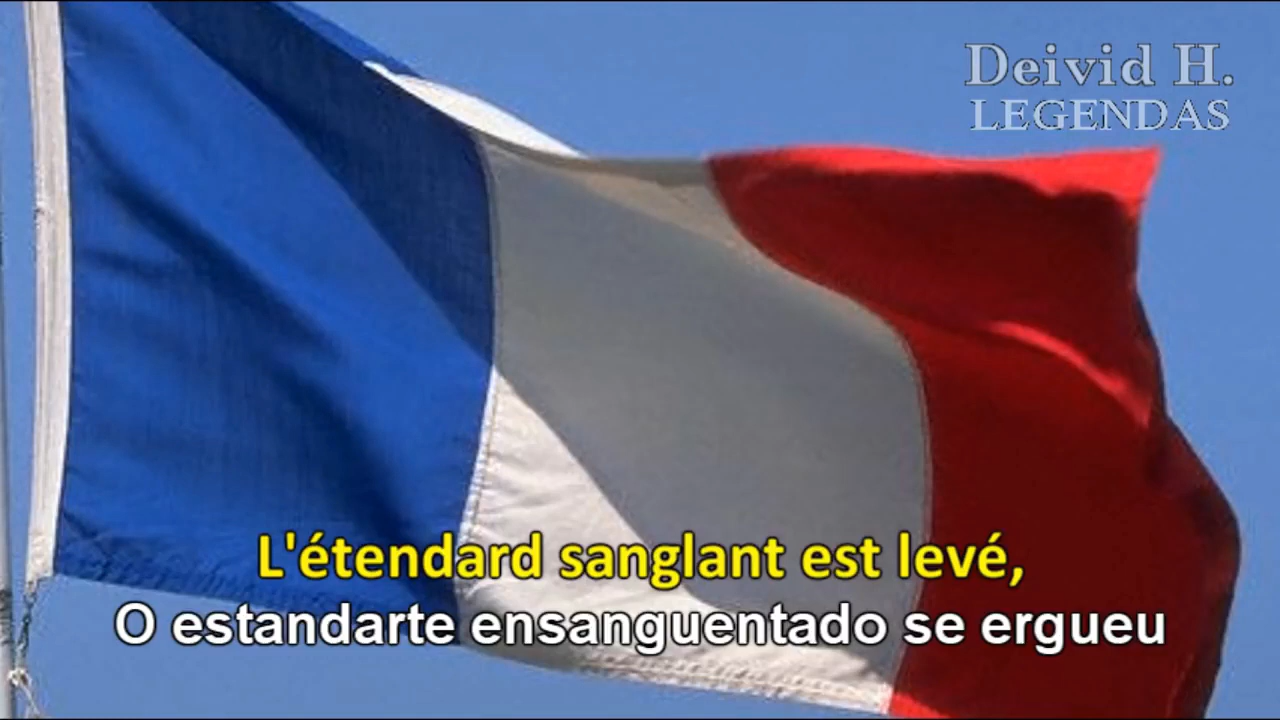 Deivid H.
LEGENDAS
L'étendard sanglant est levé,
O estandarte ensanguentado se ergueu